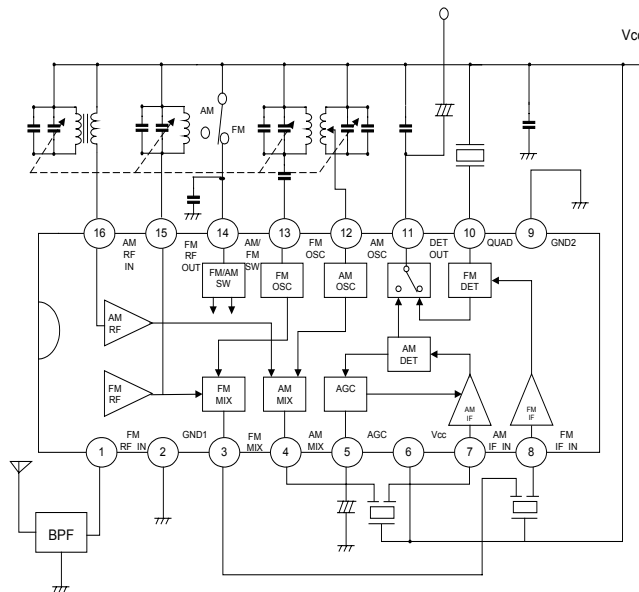 Vcc
AM
FM
16
AM
RF
IN
15
FM
RF
OUT
14
AM/
FM
SW
13
FM
OSC
12
AM
OSC
11
DET
OUT
10
QUAD
9
GND2
FM/AM
SW
FM
OSC
AM
OSC
FM
DET
AM
RF
AM
DET
FM
RF
FM
MIX
AM
MIX
AGC
AM
IF
FM
IF
1
FM
RF IN
2
GND1
3
FM
MIX
4
AM
MIX
5
AGC
6
Vcc
7
AM
IF IN
8
FM
IF IN
BPF